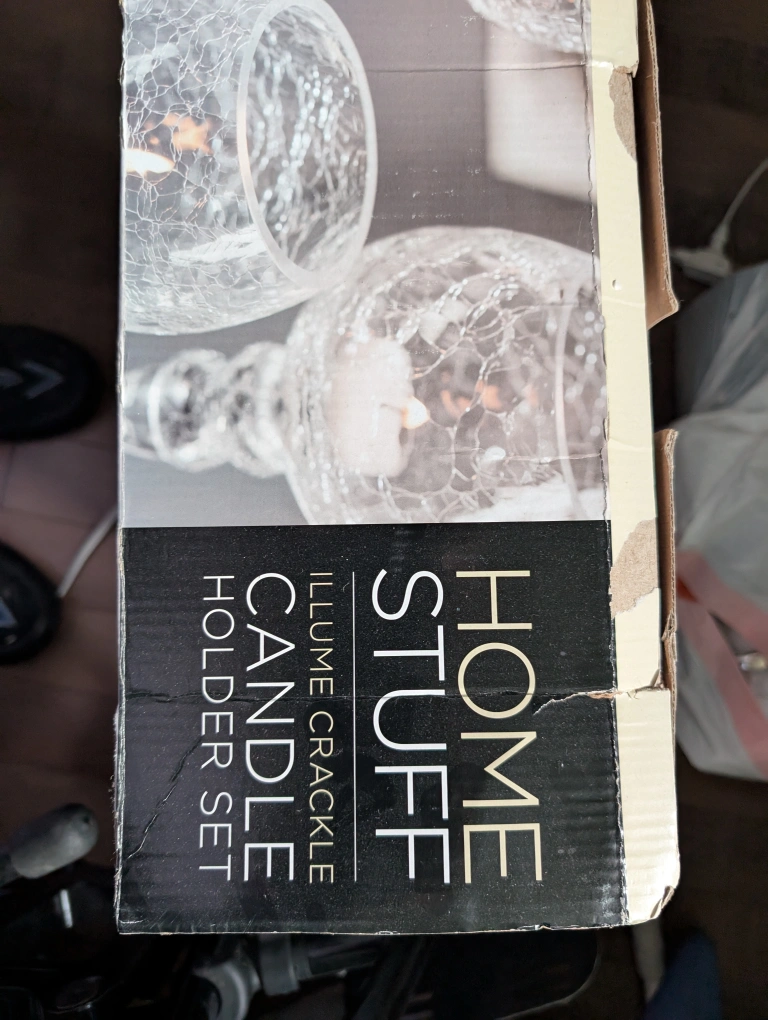 HOME
STUFF
ILLUME CRACKLE
CANDLE
HOLDER SET